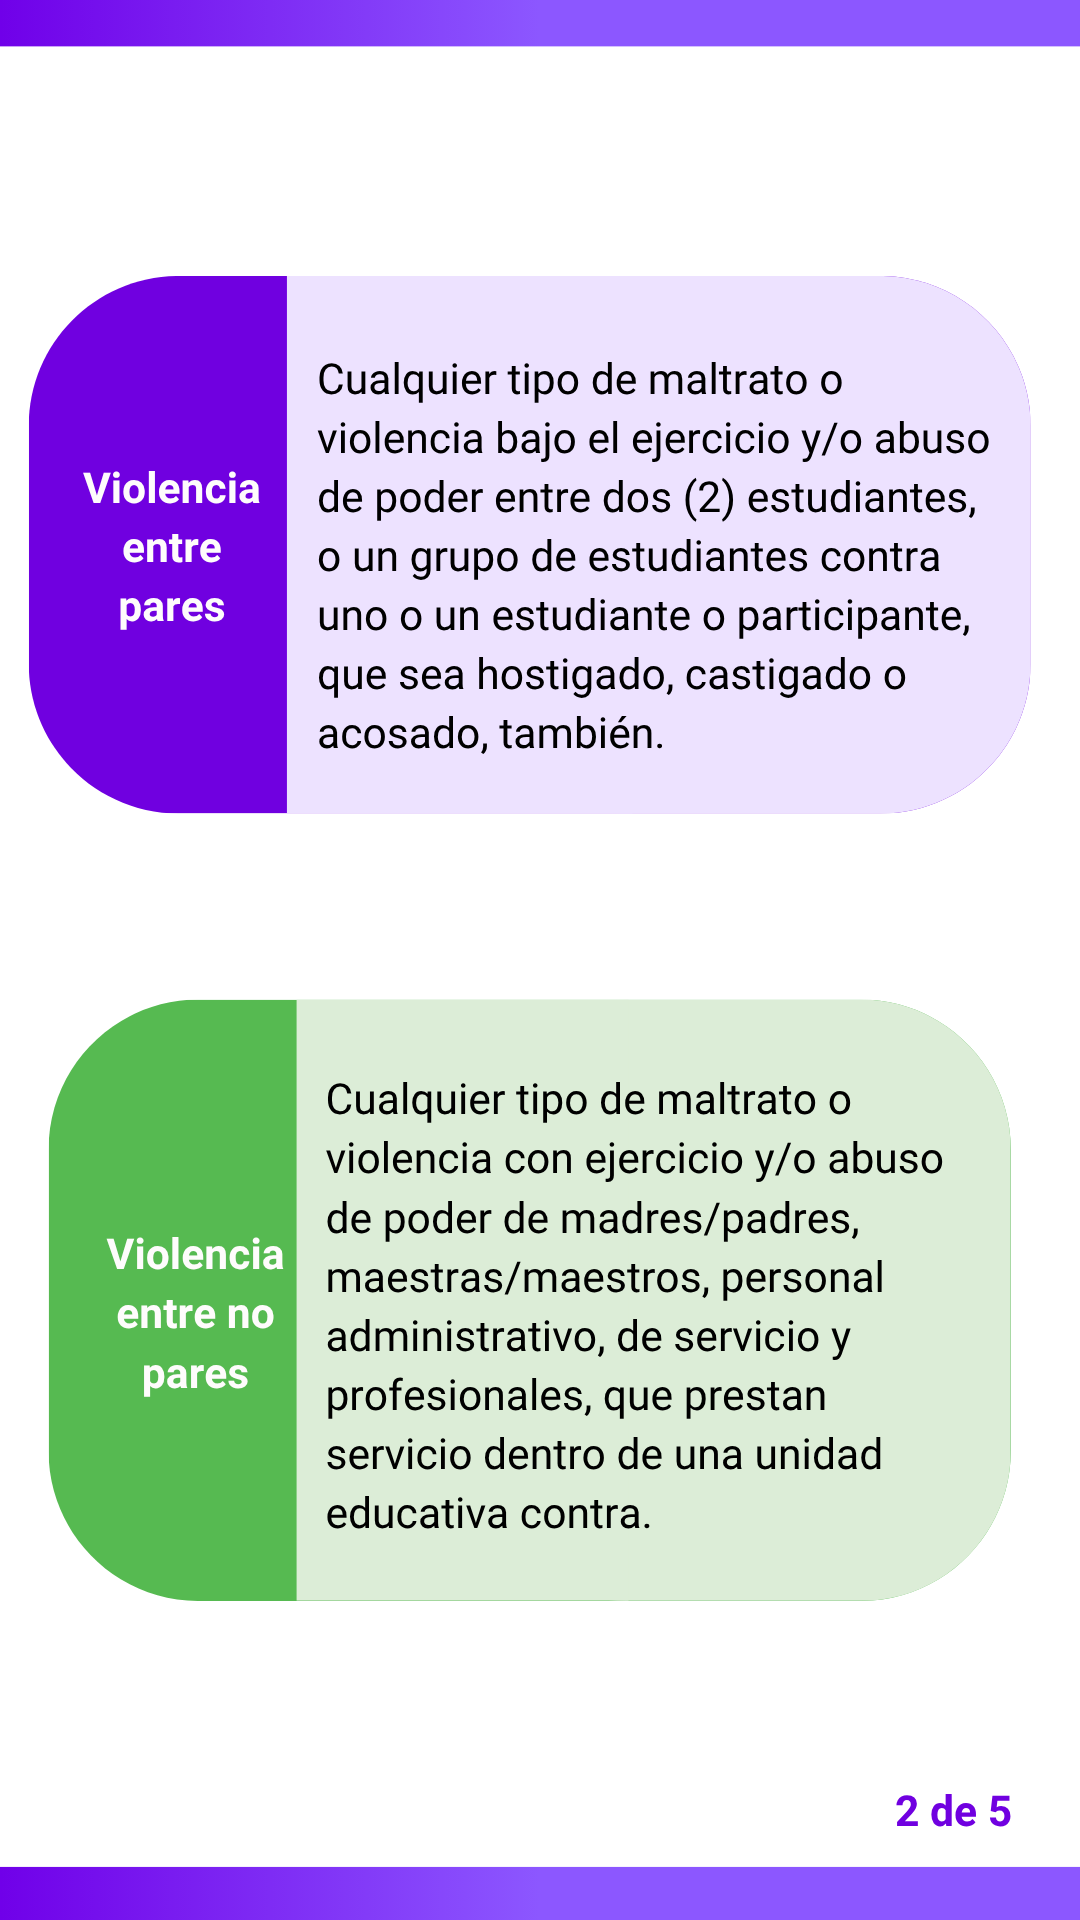 Violencia
entre
pares
Cualquier tipo de maltrato o
violencia bajo el ejercicio y/o abuso
de poder entre dos (2) estudiantes,
o un grupo de estudiantes contra
uno o un estudiante o participante,
que sea hostigado, castigado o
acosado, también.
Violencia
entre no
pares
Cualquier tipo de maltrato o
violencia con ejercicio y/o abuso
de poder de madres/padres,
maestras/maestros, personal
administrativo, de servicio y
profesionales, que prestan
servicio dentro de una unidad
educativa contra.
2 de 5